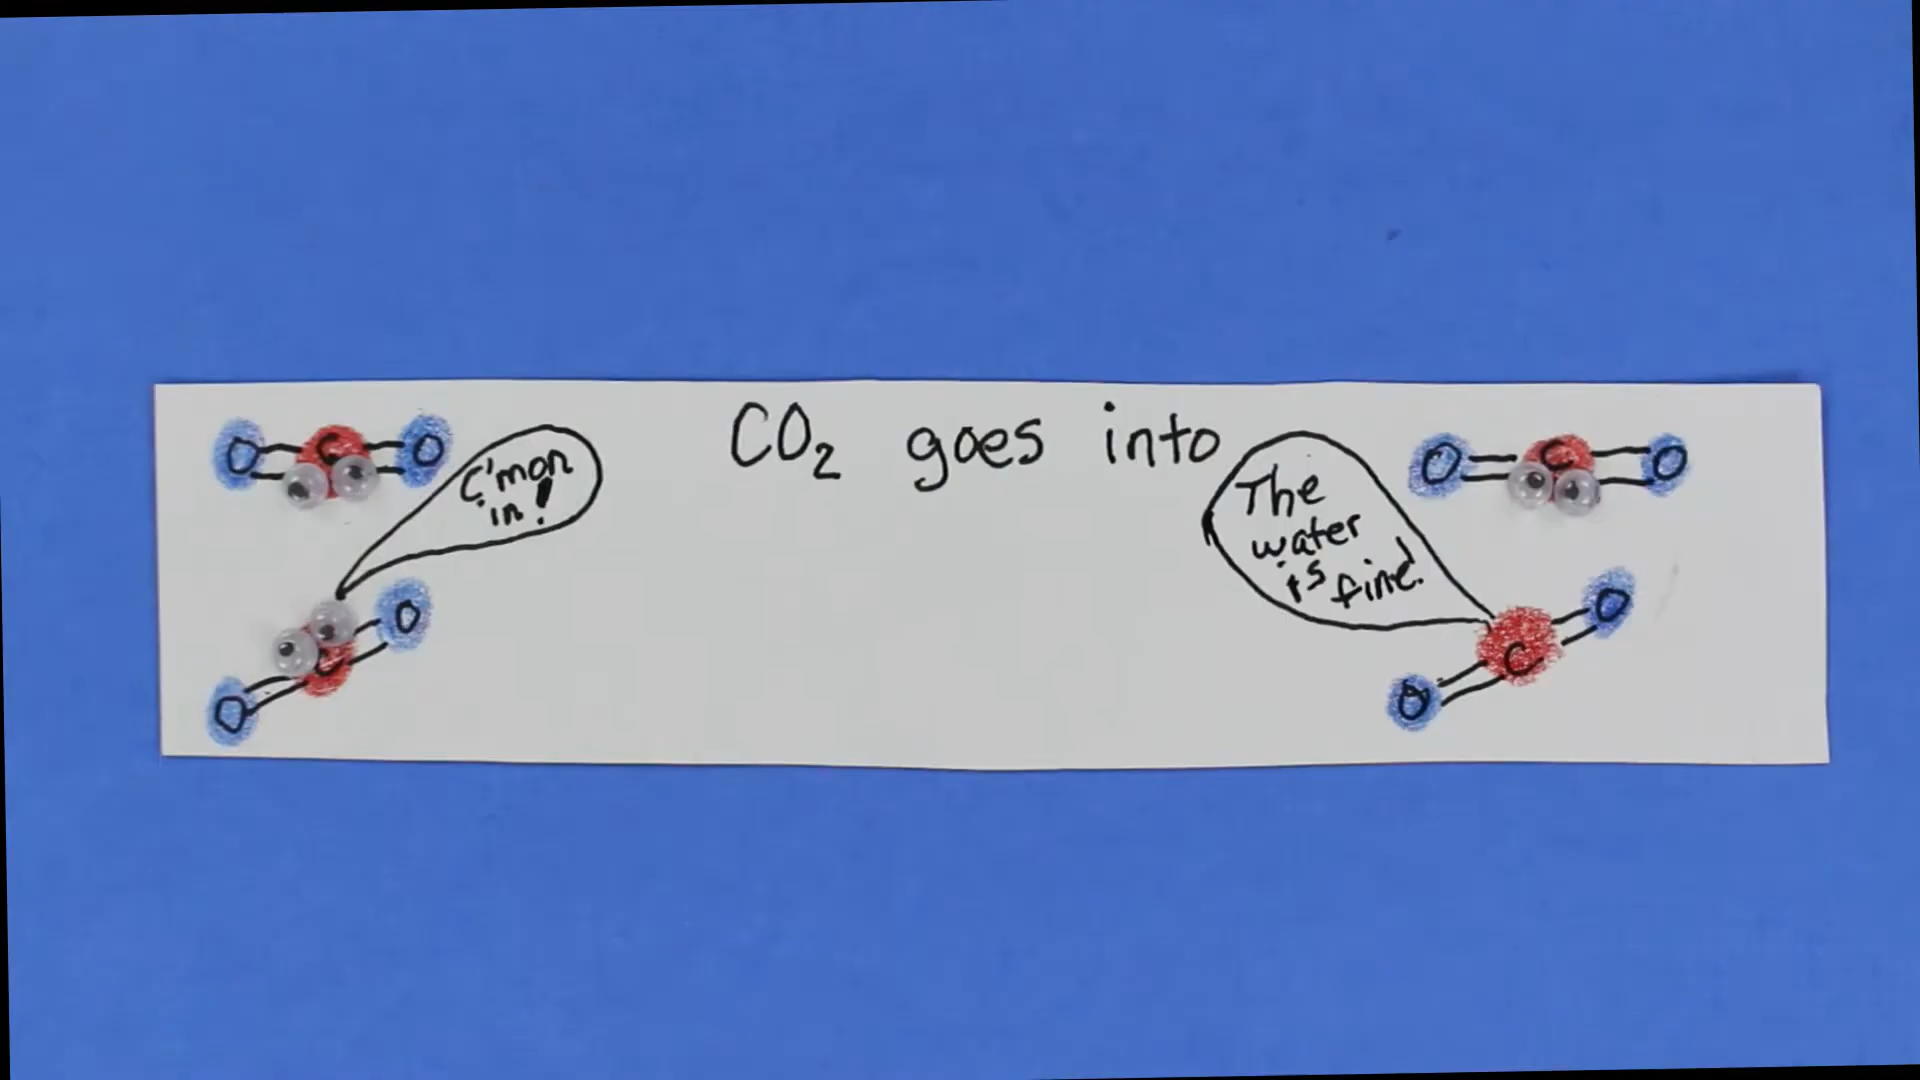 CO₂ goes into
O C O
C'mon
in!
O C O
The
water
is fine.
O C O
O C O